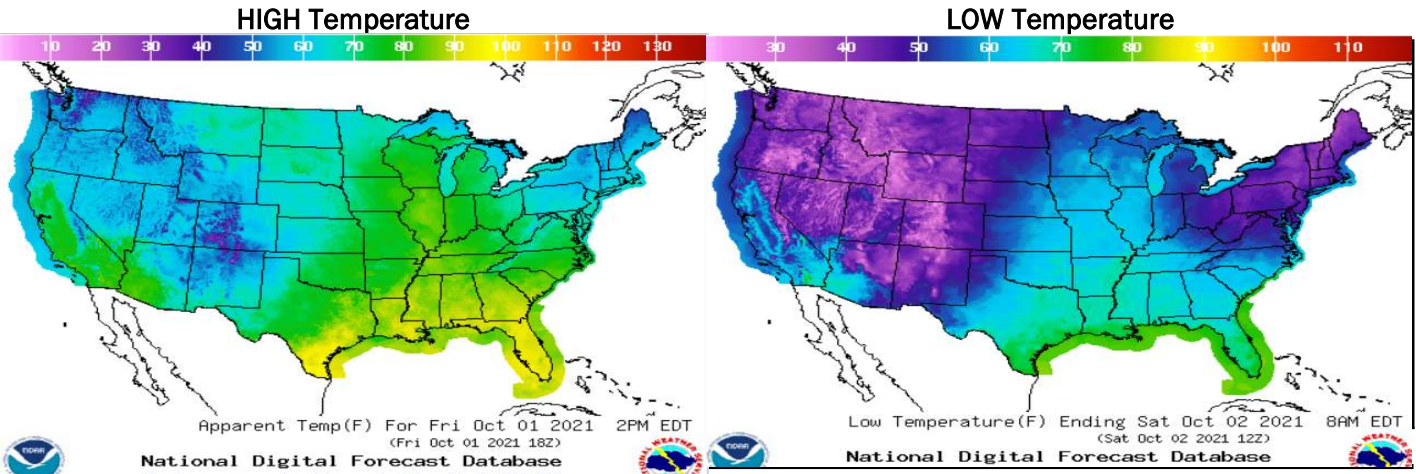 HIGH Temperature
10 20 30 40 50 60 70 80 90 100 110 120 130
Apparent Temp(F) For Fri Oct 01 2021 2PM EDT
(Fri Oct 01 2021 18Z)
National Digital Forecast Database
NOAA
LOW Temperature
30 40 50 60 70 80 90 100 110
Low Temperature(F) Ending Sat Oct 02 2021 8AM EDT
(Sat Oct 02 2021 12Z)
National Digital Forecast Database
NOAA